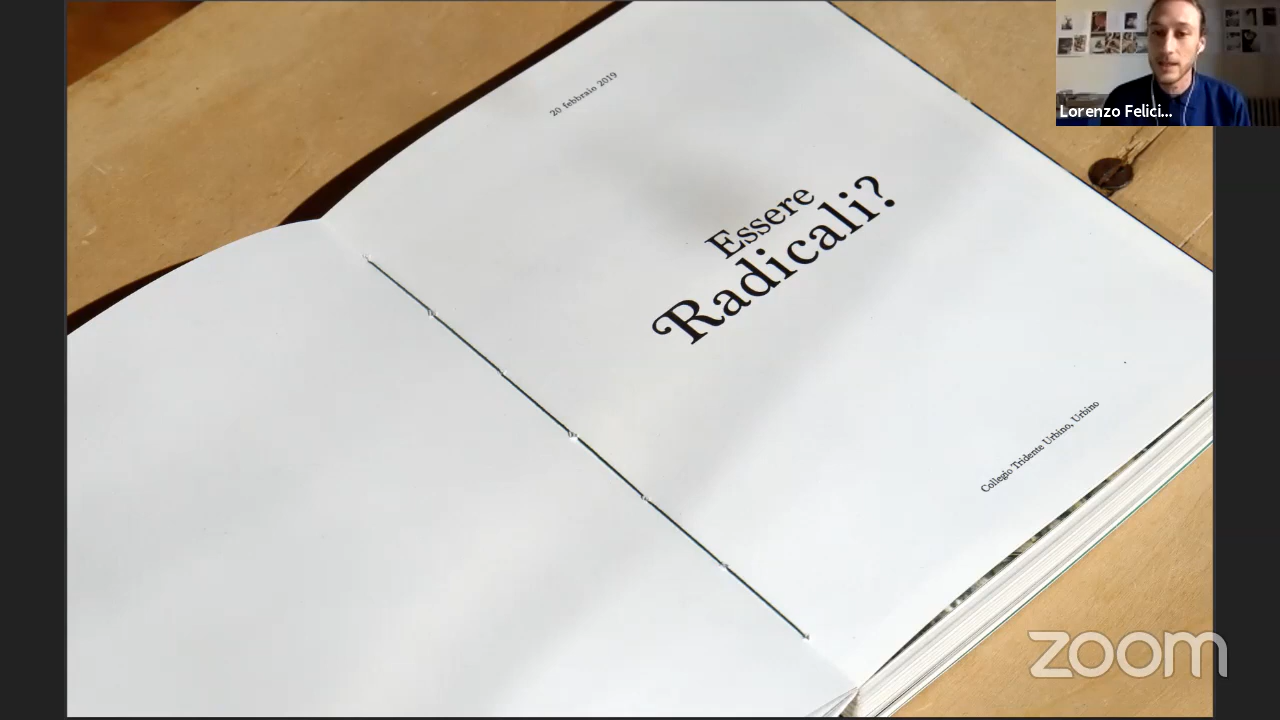 20 febbraio 2019
Essere
Radicali?
Collegio Tridente Urbino, Urbino
Lorenzo Felici...
zoom